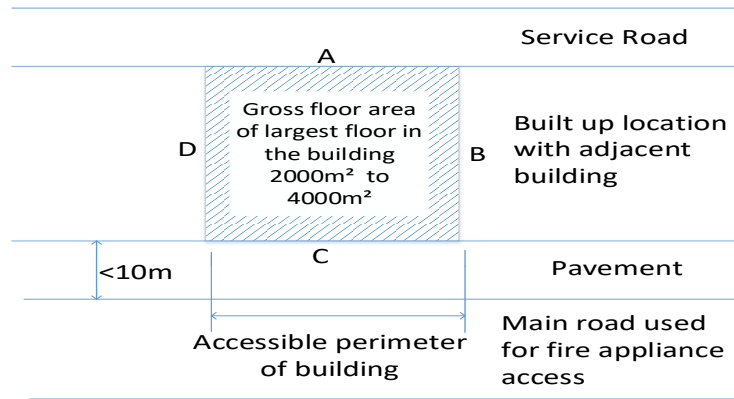 Service Road
A
Gross floor area
of largest floor in
the building
2000m² to
4000m²
D
B
Built up location
with adjacent
building
C
<10m
Pavement
Accessible perimeter
of building
Main road used
for fire appliance
access